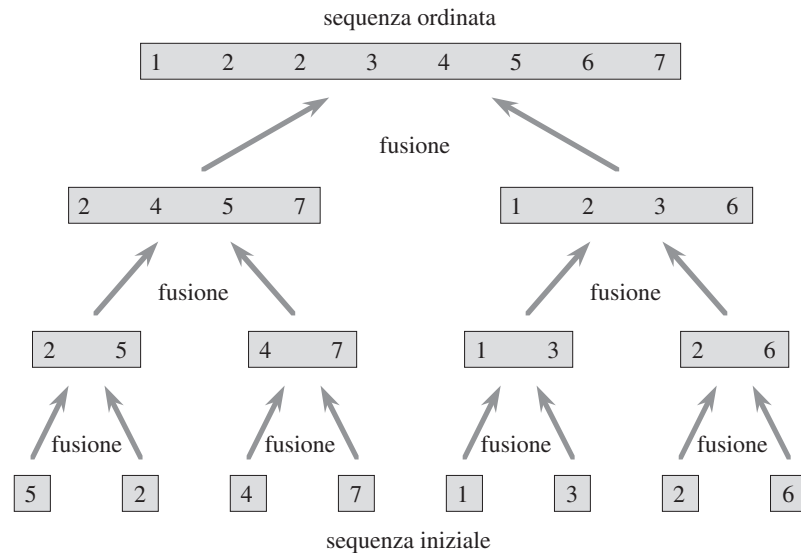 sequenza ordinata
1 2 2 3 4 5 6 7
fusione
2 4 5 7
1 2 3 6
fusione
fusione
2 5
4 7
1 3
2 6
fusione
fusione
fusione
fusione
5
2
4
7
1
3
2
6
sequenza iniziale